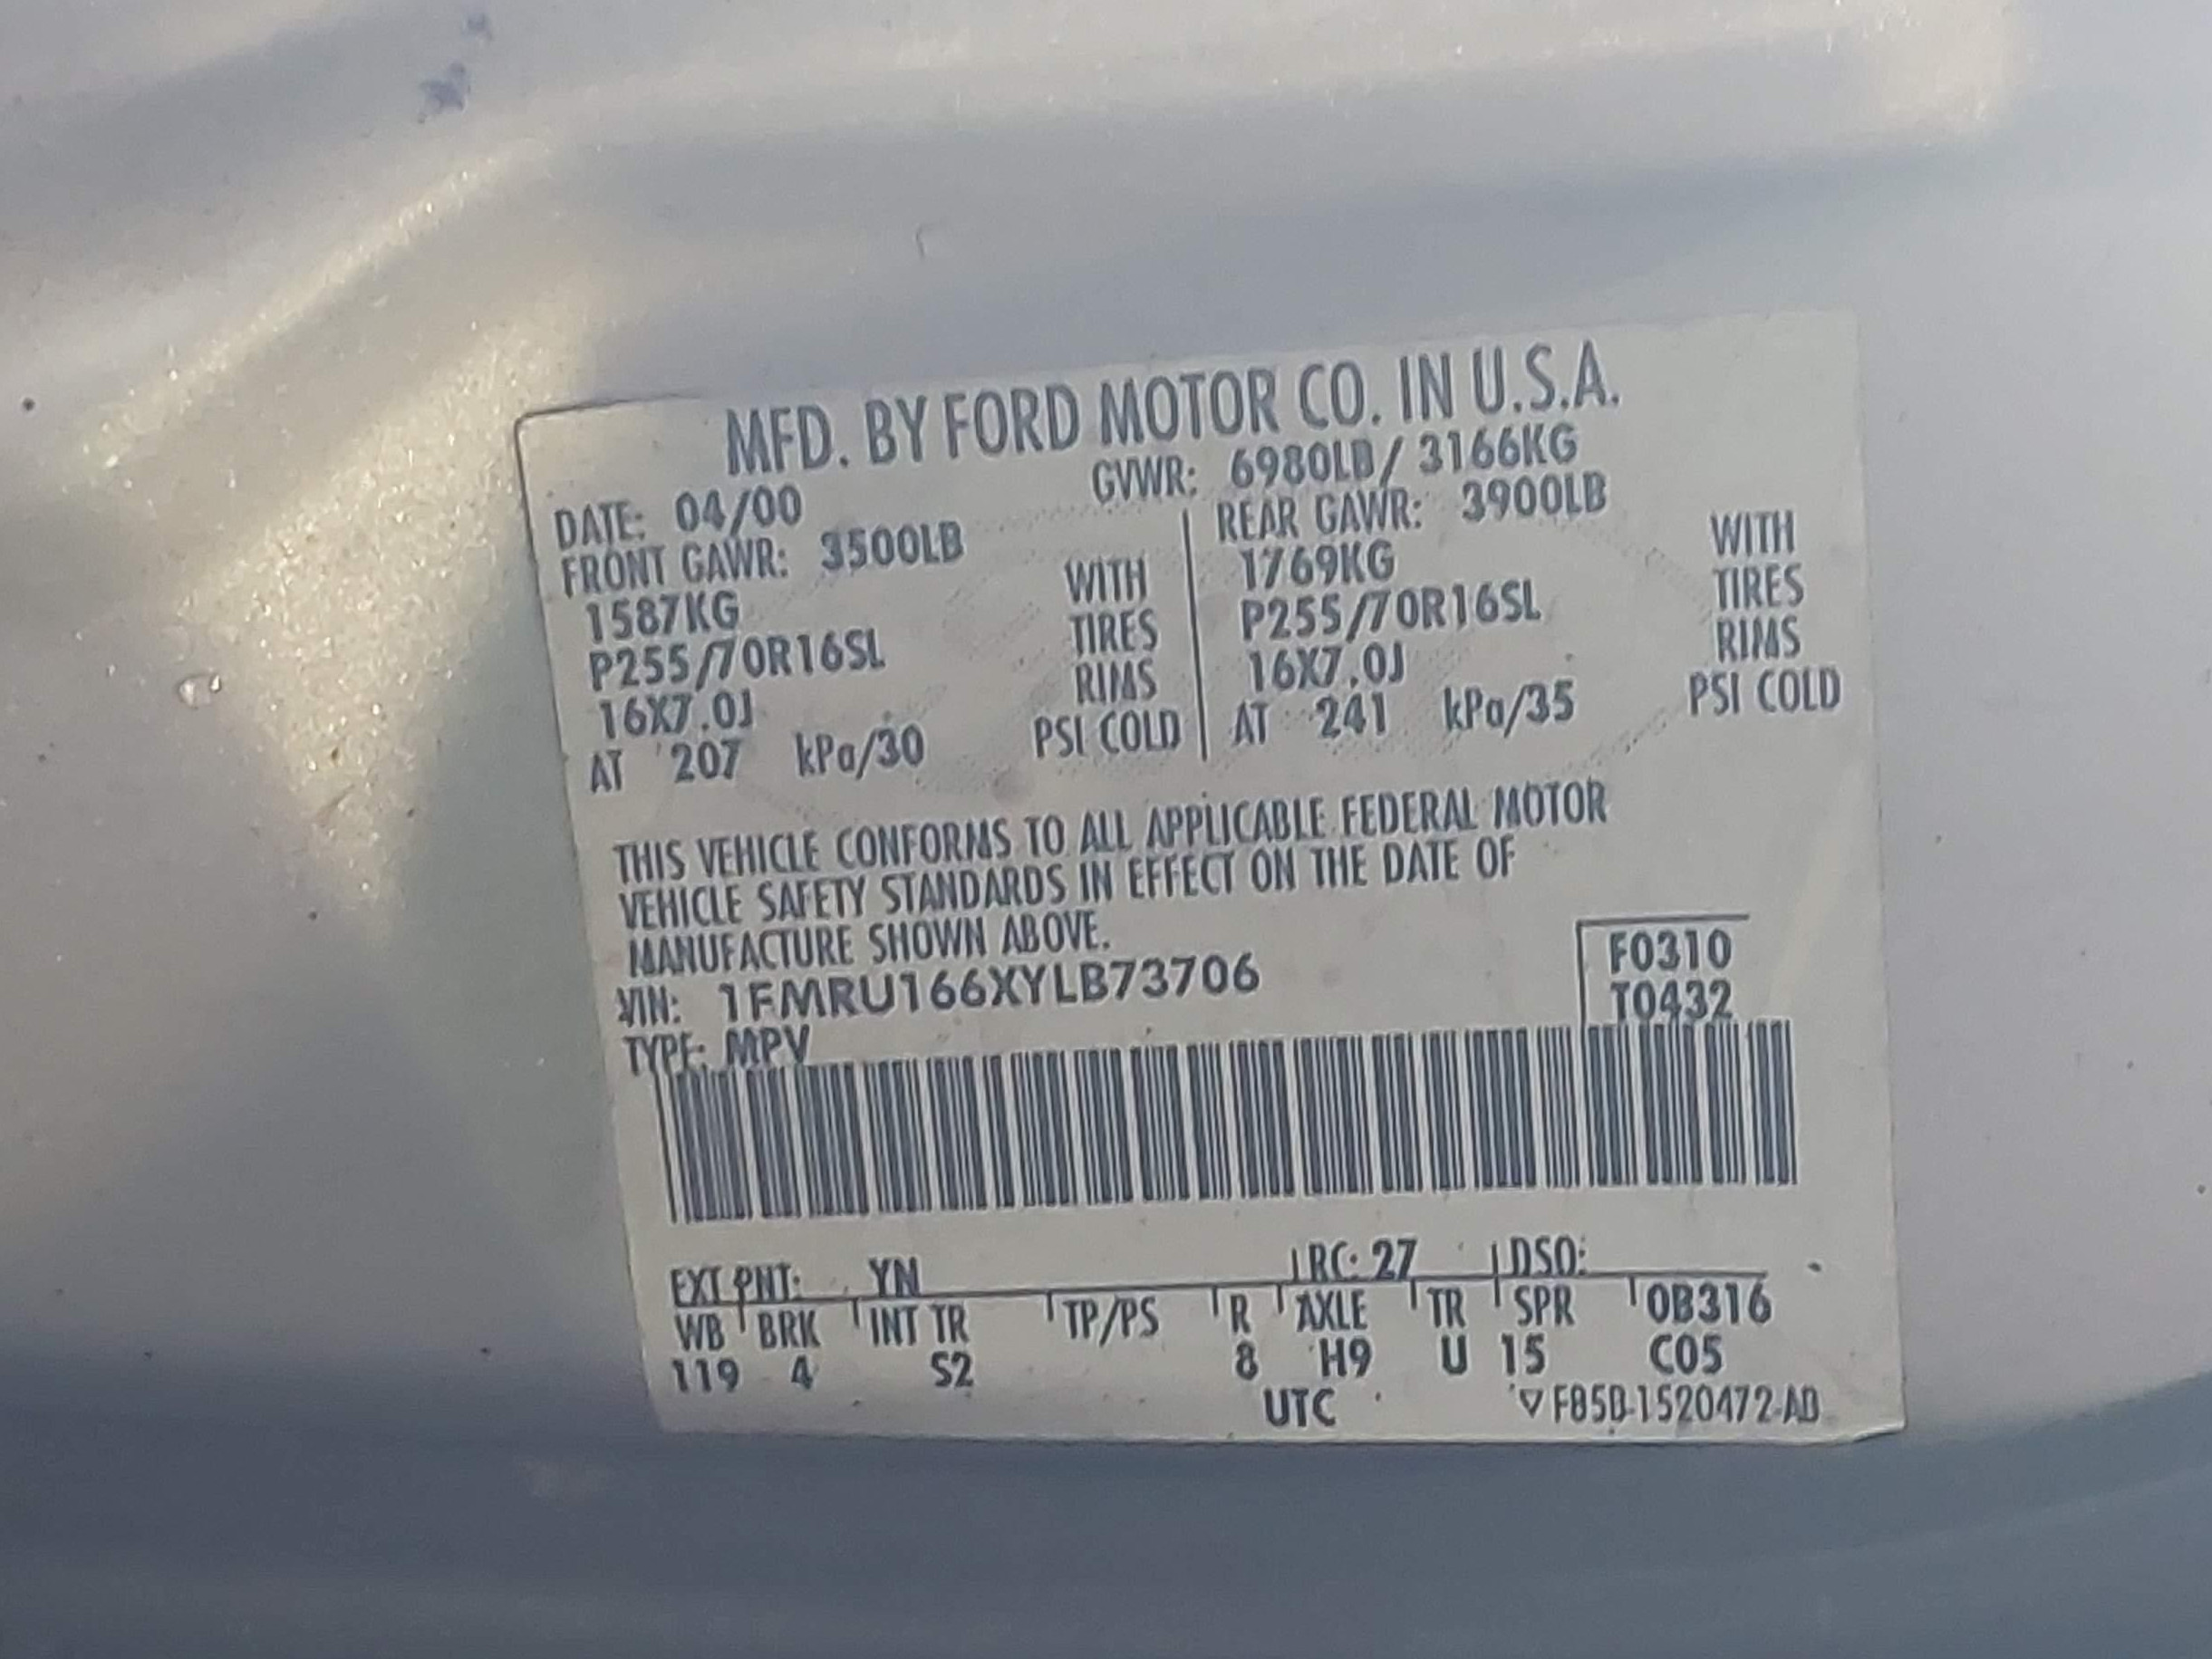 MFD. BY FORD MOTOR CO. IN U.S.A.
DATE: 04/00 GVWR: 6980LB/ 3166KG
FRONT GAWR: 3500LB REAR GAWR: 3900LB
1587KG WITH 1769KG WITH
P255/70R16SL TIRES P255/70R16SL TIRES
16X7.0J RIMS 16X7.0J RIMS
AT 207 kPa/30 PSI COLD AT 241 kPa/35 PSI COLD
THIS VEHICLE CONFORMS TO ALL APPLICABLE FEDERAL MOTOR
VEHICLE SAFETY STANDARDS IN EFFECT ON THE DATE OF
MANUFACTURE SHOWN ABOVE.
VIN: 1FMRU166XYLB73706
TYPE: MPV
F0310
T0432
EXT PNT: YN RC: 27 DSO:
WB BRK INT TR TP/PS R AXLE TR SPR 0B316
119 4 S2 8 H9 U 15 C05
UTC ▽ F85B-1520472-AB